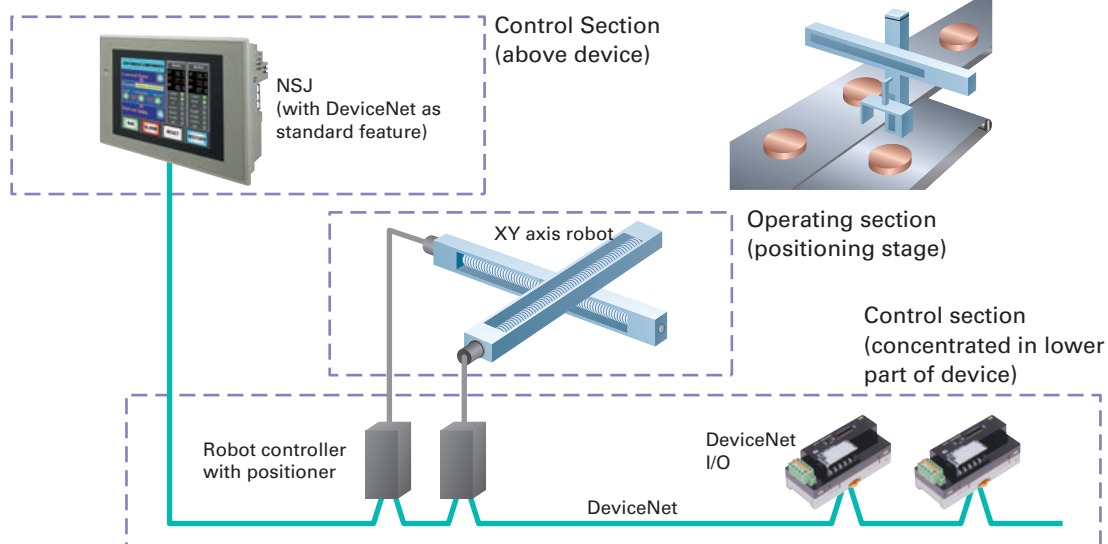 Control Section
(above device)
NSJ
(with DeviceNet as
standard feature)
XY axis robot
Operating section
(positioning stage)
Control section
(concentrated in lower
part of device)
Robot controller
with positioner
DeviceNet
I/O
DeviceNet